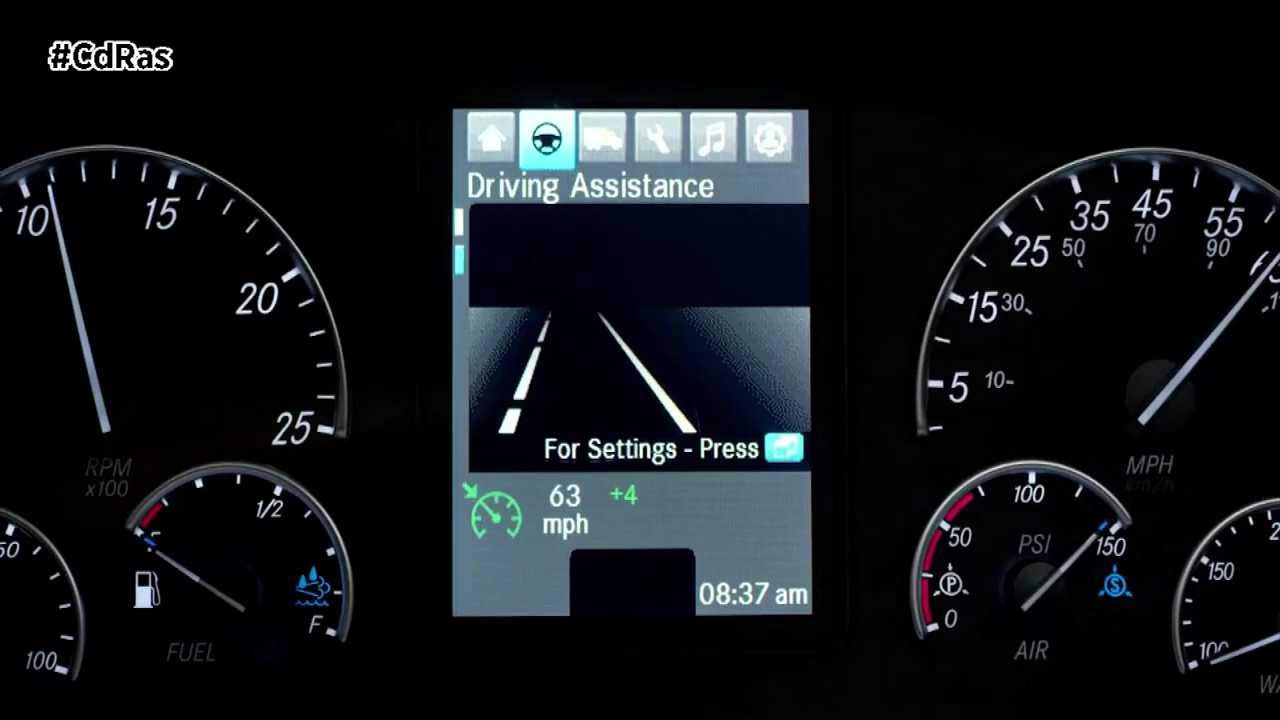 #CdRas
Driving Assistance
10
15
20
25
RPM
x100
5
15
25
35
45
55
10
30
50
70
90
MPH
km/h
For Settings - Press
63 +4
mph
08:37 am
1/2
F
FUEL
50
100
0
50
100
150
PSI
P
S
AIR
100
150